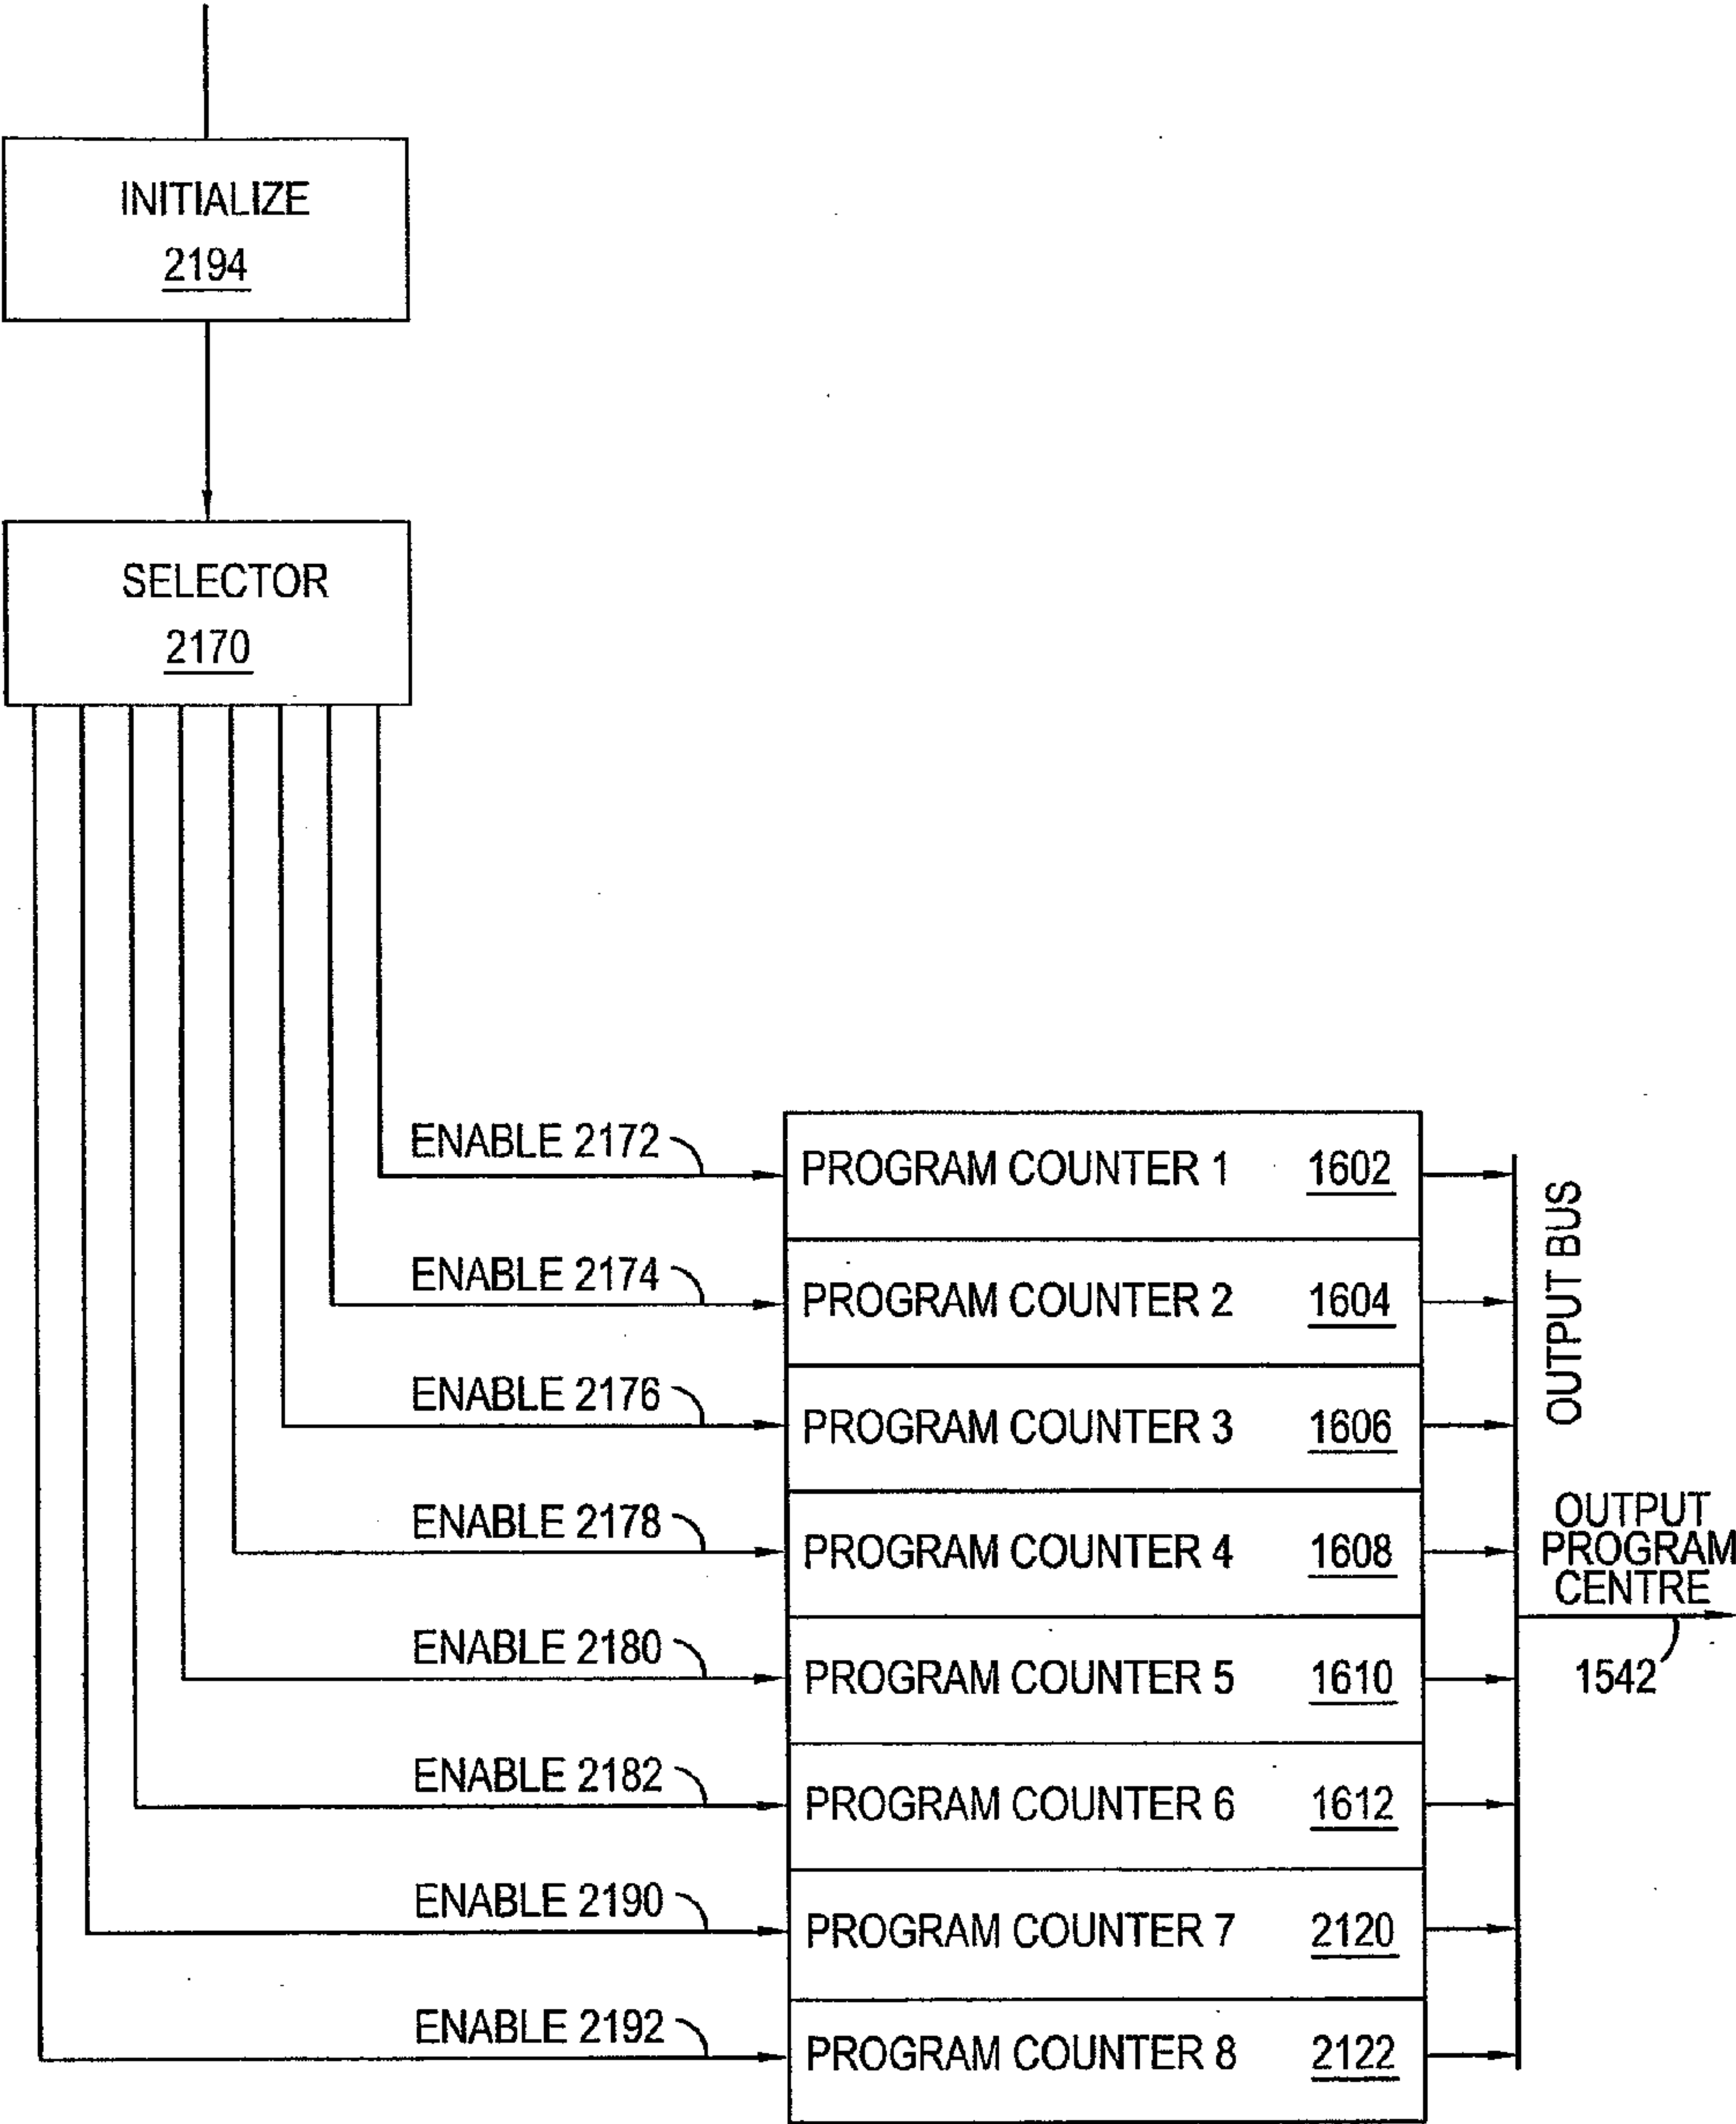 INITIALIZE
2194
SELECTOR
2170
ENABLE 2172
PROGRAM COUNTER 1 1602
ENABLE 2174
PROGRAM COUNTER 2 1604
ENABLE 2176
PROGRAM COUNTER 3 1606
ENABLE 2178
PROGRAM COUNTER 4 1608
ENABLE 2180
PROGRAM COUNTER 5 1610
ENABLE 2182
PROGRAM COUNTER 6 1612
ENABLE 2190
PROGRAM COUNTER 7 2120
ENABLE 2192
PROGRAM COUNTER 8 2122
OUTPUT BUS
OUTPUT
PROGRAM
CENTRE
1542